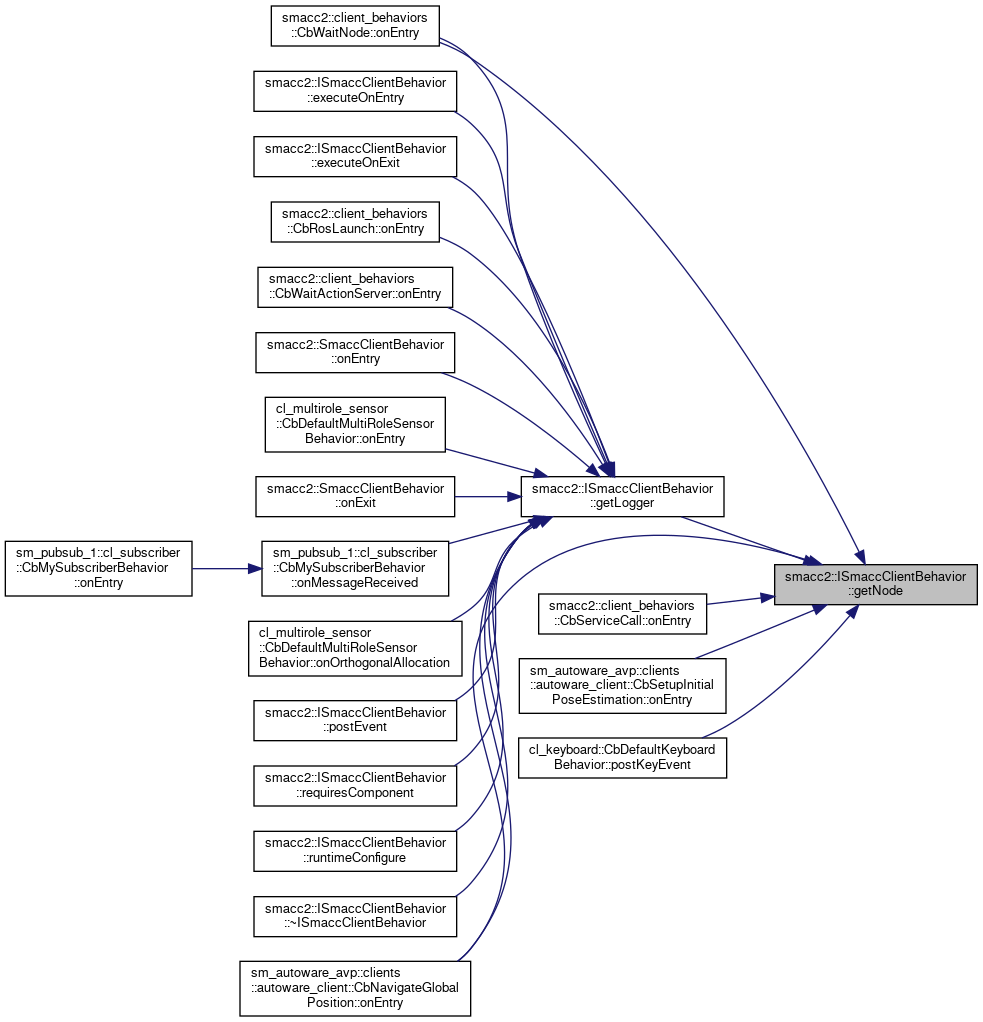 smacc2::client_behaviors
::CbWaitNode::onEntry
smacc2::ISmaccClientBehavior
::executeOnEntry
smacc2::ISmaccClientBehavior
::executeOnExit
smacc2::client_behaviors
::CbRosLaunch::onEntry
smacc2::client_behaviors
::CbWaitActionServer::onEntry
smacc2::SmaccClientBehavior
::onEntry
cl_multirole_sensor
::CbDefaultMultiRoleSensor
Behavior::onEntry
smacc2::SmaccClientBehavior
::onExit
smacc2::ISmaccClientBehavior
::getLogger
sm_pubsub_1::cl_subscriber
::CbMySubscriberBehavior
::onEntry
sm_pubsub_1::cl_subscriber
::CbMySubscriberBehavior
::onMessageReceived
smacc2::ISmaccClientBehavior
::getNode
smacc2::client_behaviors
::CbServiceCall::onEntry
cl_multirole_sensor
::CbDefaultMultiRoleSensor
Behavior::onOrthogonalAllocation
sm_autoware_avp::clients
::autoware_client::CbSetupInitial
PoseEstimation::onEntry
smacc2::ISmaccClientBehavior
::postEvent
cl_keyboard::CbDefaultKeyboard
Behavior::postKeyEvent
smacc2::ISmaccClientBehavior
::requiresComponent
smacc2::ISmaccClientBehavior
::runtimeConfigure
smacc2::ISmaccClientBehavior
::~ISmaccClientBehavior
sm_autoware_avp::clients
::autoware_client::CbNavigateGlobal
Position::onEntry